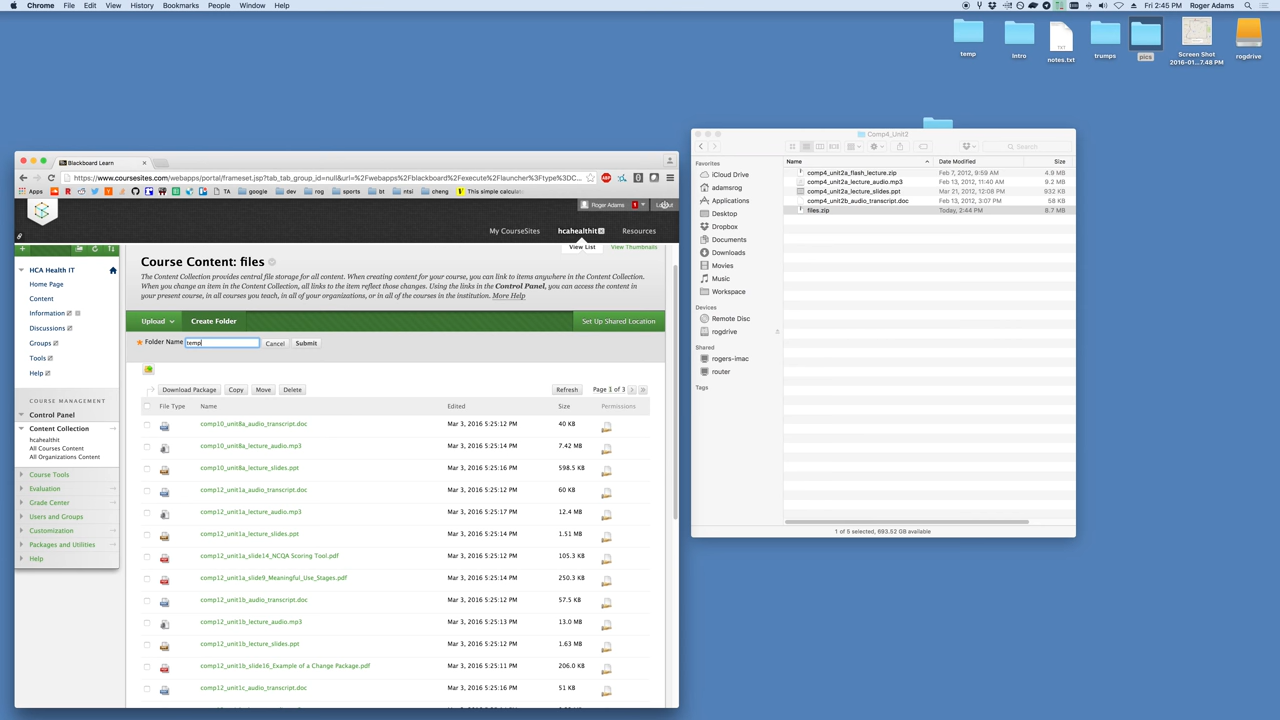 Chrome File Edit View History Bookmarks People Window Help
Fri 2:45 PM Roger Adams
temp
intro
TXT
notes.txt
trumps
pics
Screen Shot
2016-01...7.48 PM
rogdrive
Blackboard Learn
https://www.coursesites.com/webapps/portal/frameset.jsp?tab_tab_group_id=null&url=%2Fwebapps%2Fblackboard%2Fexecute%2Flauncher%3Ftype%3DC...
Apps TA google dev rog sports bt ntsi cheng This simple calculat
Roger Adams 1
My CourseSites hcahealthit Resources
View List View Thumbnails
HCA Health IT
Home Page
Content
Information
Discussions
Groups
Tools
Help
COURSE MANAGEMENT
Control Panel
Content Collection
hcahealthit
All Courses Content
All Organizations Content
Course Tools
Evaluation
Grade Center
Users and Groups
Customization
Packages and Utilities
Help
Course Content: files
The Content Collection provides central file storage for all content. When creating content for your course, you can link to items anywhere in the Content Collection.
When you change an item in the Content Collection, all links to the item reflect those changes. Using the links in the Control Panel, you can access the content in
your present course, in all courses you teach, in all of your organizations, or in all of the courses in the institution. More Help
Upload Create Folder Set Up Shared Location
Folder Name temp Cancel Submit
Download Package Copy Move Delete Refresh Page 1 of 3
File Type Name Edited Size Permissions
comp10_unit8a_audio_transcript.doc Mar 3, 2016 5:25:12 PM 40 KB
comp10_unit8a_lecture_audio.mp3 Mar 3, 2016 5:25:14 PM 7.42 MB
comp10_unit8a_lecture_slides.ppt Mar 3, 2016 5:25:16 PM 598.5 KB
comp12_unit1a_audio_transcript.doc Mar 3, 2016 5:25:12 PM 60 KB
comp12_unit1a_lecture_audio.mp3 Mar 3, 2016 5:25:17 PM 12.4 MB
comp12_unit1a_lecture_slides.ppt Mar 3, 2016 5:25:14 PM 1.51 MB
comp12_unit1a_slide14_NCQA Scoring Tool.pdf Mar 3, 2016 5:25:14 PM 105.3 KB
comp12_unit1a_slide9_Meaningful_Use_Stages.pdf Mar 3, 2016 5:25:14 PM 250.3 KB
comp12_unit1b_audio_transcript.doc Mar 3, 2016 5:25:12 PM 57.5 KB
comp12_unit1b_lecture_audio.mp3 Mar 3, 2016 5:25:14 PM 13.0 MB
comp12_unit1b_lecture_slides.ppt Mar 3, 2016 5:25:14 PM 1.63 MB
comp12_unit1b_slide16_Example of a Change Package.pdf Mar 3, 2016 5:25:11 PM 206.0 KB
comp12_unit1c_audio_transcript.doc Mar 3, 2016 5:25:16 PM 51 KB
Comp4_Unit2
Search
Favorites
iCloud Drive
adamsrog
Applications
Desktop
Dropbox
Documents
Downloads
Movies
Music
Workspace
Devices
Remote Disc
rogdrive
Shared
rogers-imac
router
Tags
Name Date Modified Size
comp4_unit2a_flash_lecture.zip Feb 7, 2012, 9:59 AM 4.9 MB
comp4_unit2a_lecture_audio.mp3 Feb 13, 2012, 11:40 AM 9.2 MB
comp4_unit2a_lecture_slides.ppt Mar 21, 2012, 12:08 PM 932 KB
comp4_unit2b_audio_transcript.doc Feb 13, 2012, 3:07 PM 58 KB
files.zip Today, 2:44 PM 8.7 MB
1 of 5 selected, 693.52 GB available